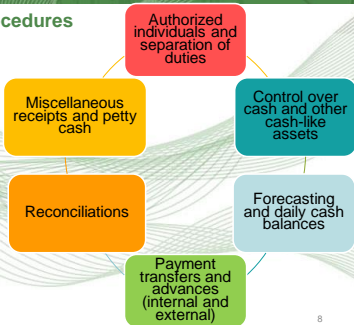 ocedures
Authorized
individuals and
separation of
duties
Control over
cash and other
cash-like
assets
Forecasting
and daily cash
balances
Payment
transfers and
advances
(internal and
external)
Reconciliations
Miscellaneous
receipts and petty
cash
8